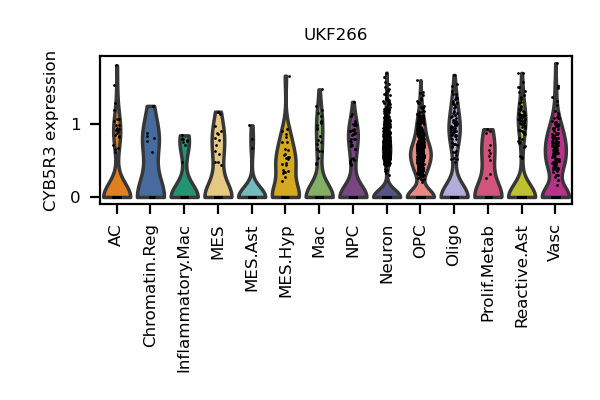 UKF266
CYB5R3 expression
1
0
AC
Chromatin.Reg
Inflammatory.Mac
MES
MES.Ast
MES.Hyp
Mac
NPC
Neuron
OPC
Oligo
Prolif.Metab
Reactive.Ast
Vasc